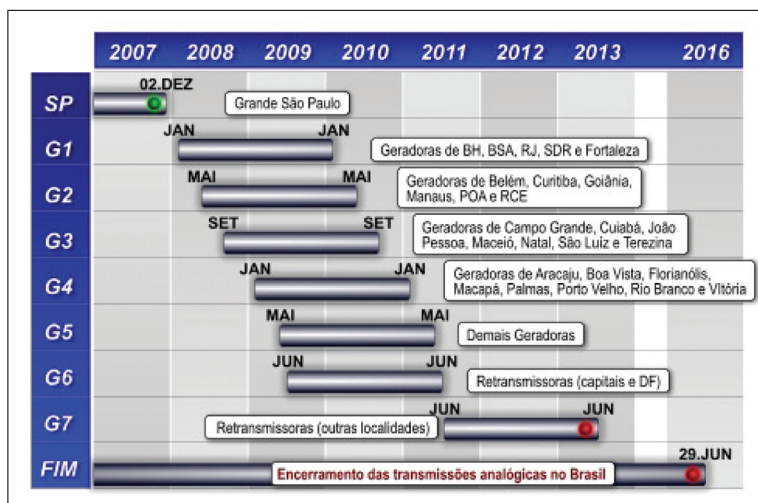 2007 2008 2009 2010 2011 2012 2013 2016
02.DEZ
SP Grande São Paulo
JAN JAN
G1 Geradoras de BH, BSA, RJ, SDR e Fortaleza
MAI MAI
G2 Geradoras de Belém, Curitiba, Goiânia,
Manaus, POA e RCE
SET SET
G3 Geradoras de Campo Grande, Cuiabá, João
Pessoa, Maceió, Natal, São Luiz e Terezina
JAN JAN
G4 Geradoras de Aracaju, Boa Vista, Florianólis,
Macapá, Palmas, Porto Velho, Rio Branco e VItória
MAI MAI
G5 Demais Geradoras
JUN JUN
G6 Retransmissoras (capitais e DF)
JUN JUN
G7 Retransmissoras (outras localidades)
29.JUN
FIM Encerramento das transmissões analógicas no Brasil